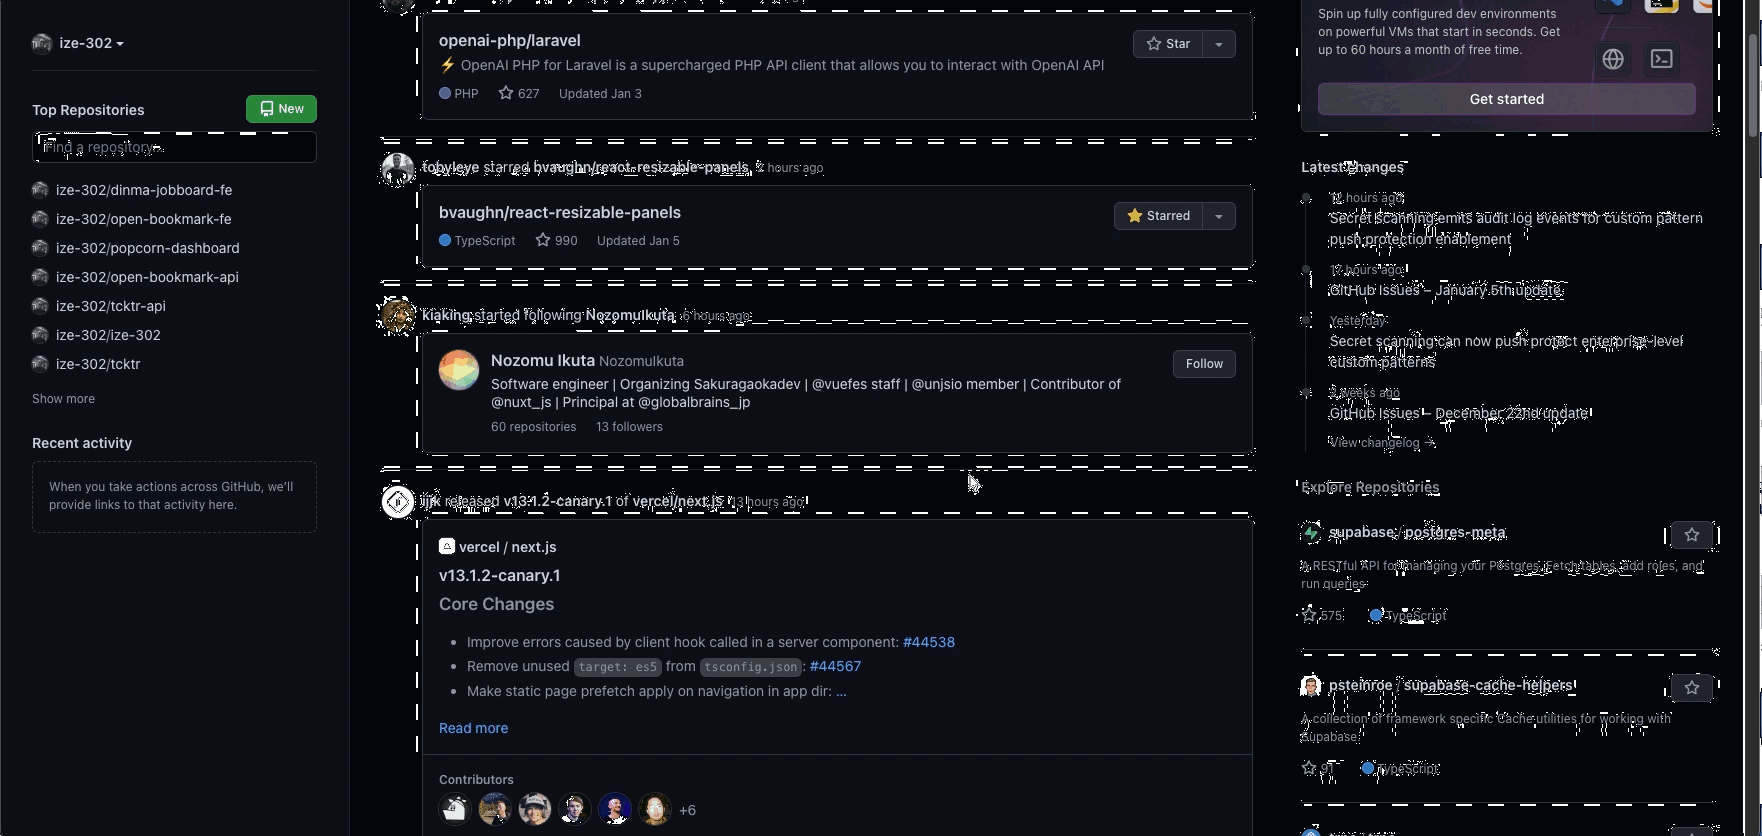 ize-302
Top Repositories
New
Find a repository…
ize-302/dinma-jobboard-fe
ize-302/open-bookmark-fe
ize-302/popcorn-dashboard
ize-302/open-bookmark-api
ize-302/tcktr-api
ize-302/ize-302
ize-302/tcktr
Show more
Recent activity
When you take actions across GitHub, we'll
provide links to that activity here.
openai-php/laravel
Star
⚡ OpenAI PHP for Laravel is a supercharged PHP API client that allows you to interact with OpenAI API
PHP 627 Updated Jan 3
starred bvaughn/react-resizable-panels hours ago
bvaughn/react-resizable-panels
Starred
TypeScript 990 Updated Jan 5
kiaking started following NozomuIkuta 6 hours ago
Nozomu Ikuta NozomuIkuta
Follow
Software engineer | Organizing Sakuragaokadev | @vuefes staff | @unjsio member | Contributor of
@nuxt_js | Principal at @globalbrains_jp
60 repositories 13 followers
ijjk released v13.1.2-canary.1 of vercel/next.js 13 hours ago
vercel / next.js
v13.1.2-canary.1
Core Changes
• Improve errors caused by client hook called in a server component: #44538
• Remove unused target: es5 from tsconfig.json: #44567
• Make static page prefetch apply on navigation in app dir: ...
Read more
Contributors
+6
Spin up fully configured dev environments
on powerful VMs that start in seconds. Get
up to 60 hours a month of free time.
Get started
Latest changes
hours ago
Secret scanning emits audit log events for custom pattern
push protection enablement
hours ago
GitHub Issues – January 5th update
Yesterday
Secret scanning can now push protect enterprise-level
custom patterns
weeks ago
GitHub Issues – December 22nd update
View changelog →
Explore Repositories
supabase / postgres-meta
A RESTful API for managing your Postgres. Fetch tables, add roles, and
run queries
575 TypeScript
psteinroe / supabase-cache-helpers
A collection of framework specific Cache utilities for working with
Supabase.
91 TypeScript